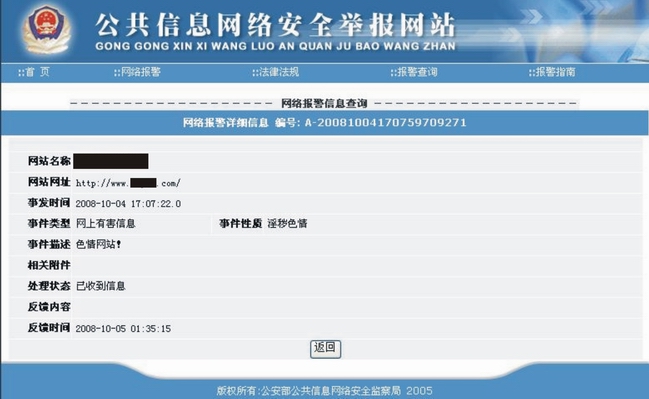 公共信息网络安全举报网站
GONG GONG XIN XI WANG LUO AN QUAN JU BAO WANG ZHAN
::首 页 ::网络报警 ::法律法规 ::报警查询 ::报警指南
网络报警信息查询
网络报警详细信息 编号: A-20081004170759709271
网站名称
网站网址 http://www. .com/
事发时间 2008-10-04 17:07:22.0
事件类型 网上有害信息 事件性质 淫秽色情
事件描述 色情网站!
相关附件
处理状态 已收到信息
反馈内容
反馈时间 2008-10-05 01:35:15
返回
版权所有:公安部公共信息网络安全监察局 2005